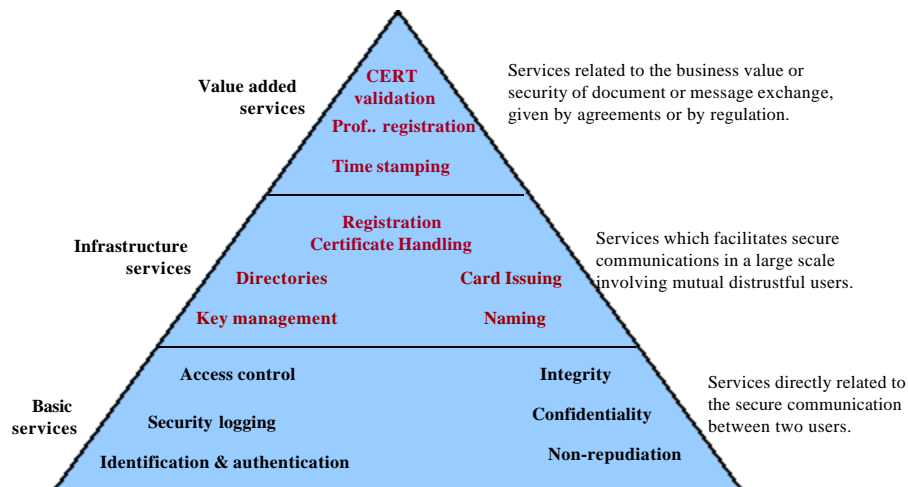 Value added
services
CERT
validation
Prof.. registration
Time stamping
Services related to the business value or
security of document or message exchange,
given by agreements or by regulation.
Infrastructure
services
Registration
Certificate Handling
Directories
Card Issuing
Key management
Naming
Services which facilitates secure
communications in a large scale
involving mutual distrustful users.
Basic
services
Access control
Integrity
Security logging
Confidentiality
Identification & authentication
Non-repudiation
Services directly related to
the secure communication
between two users.